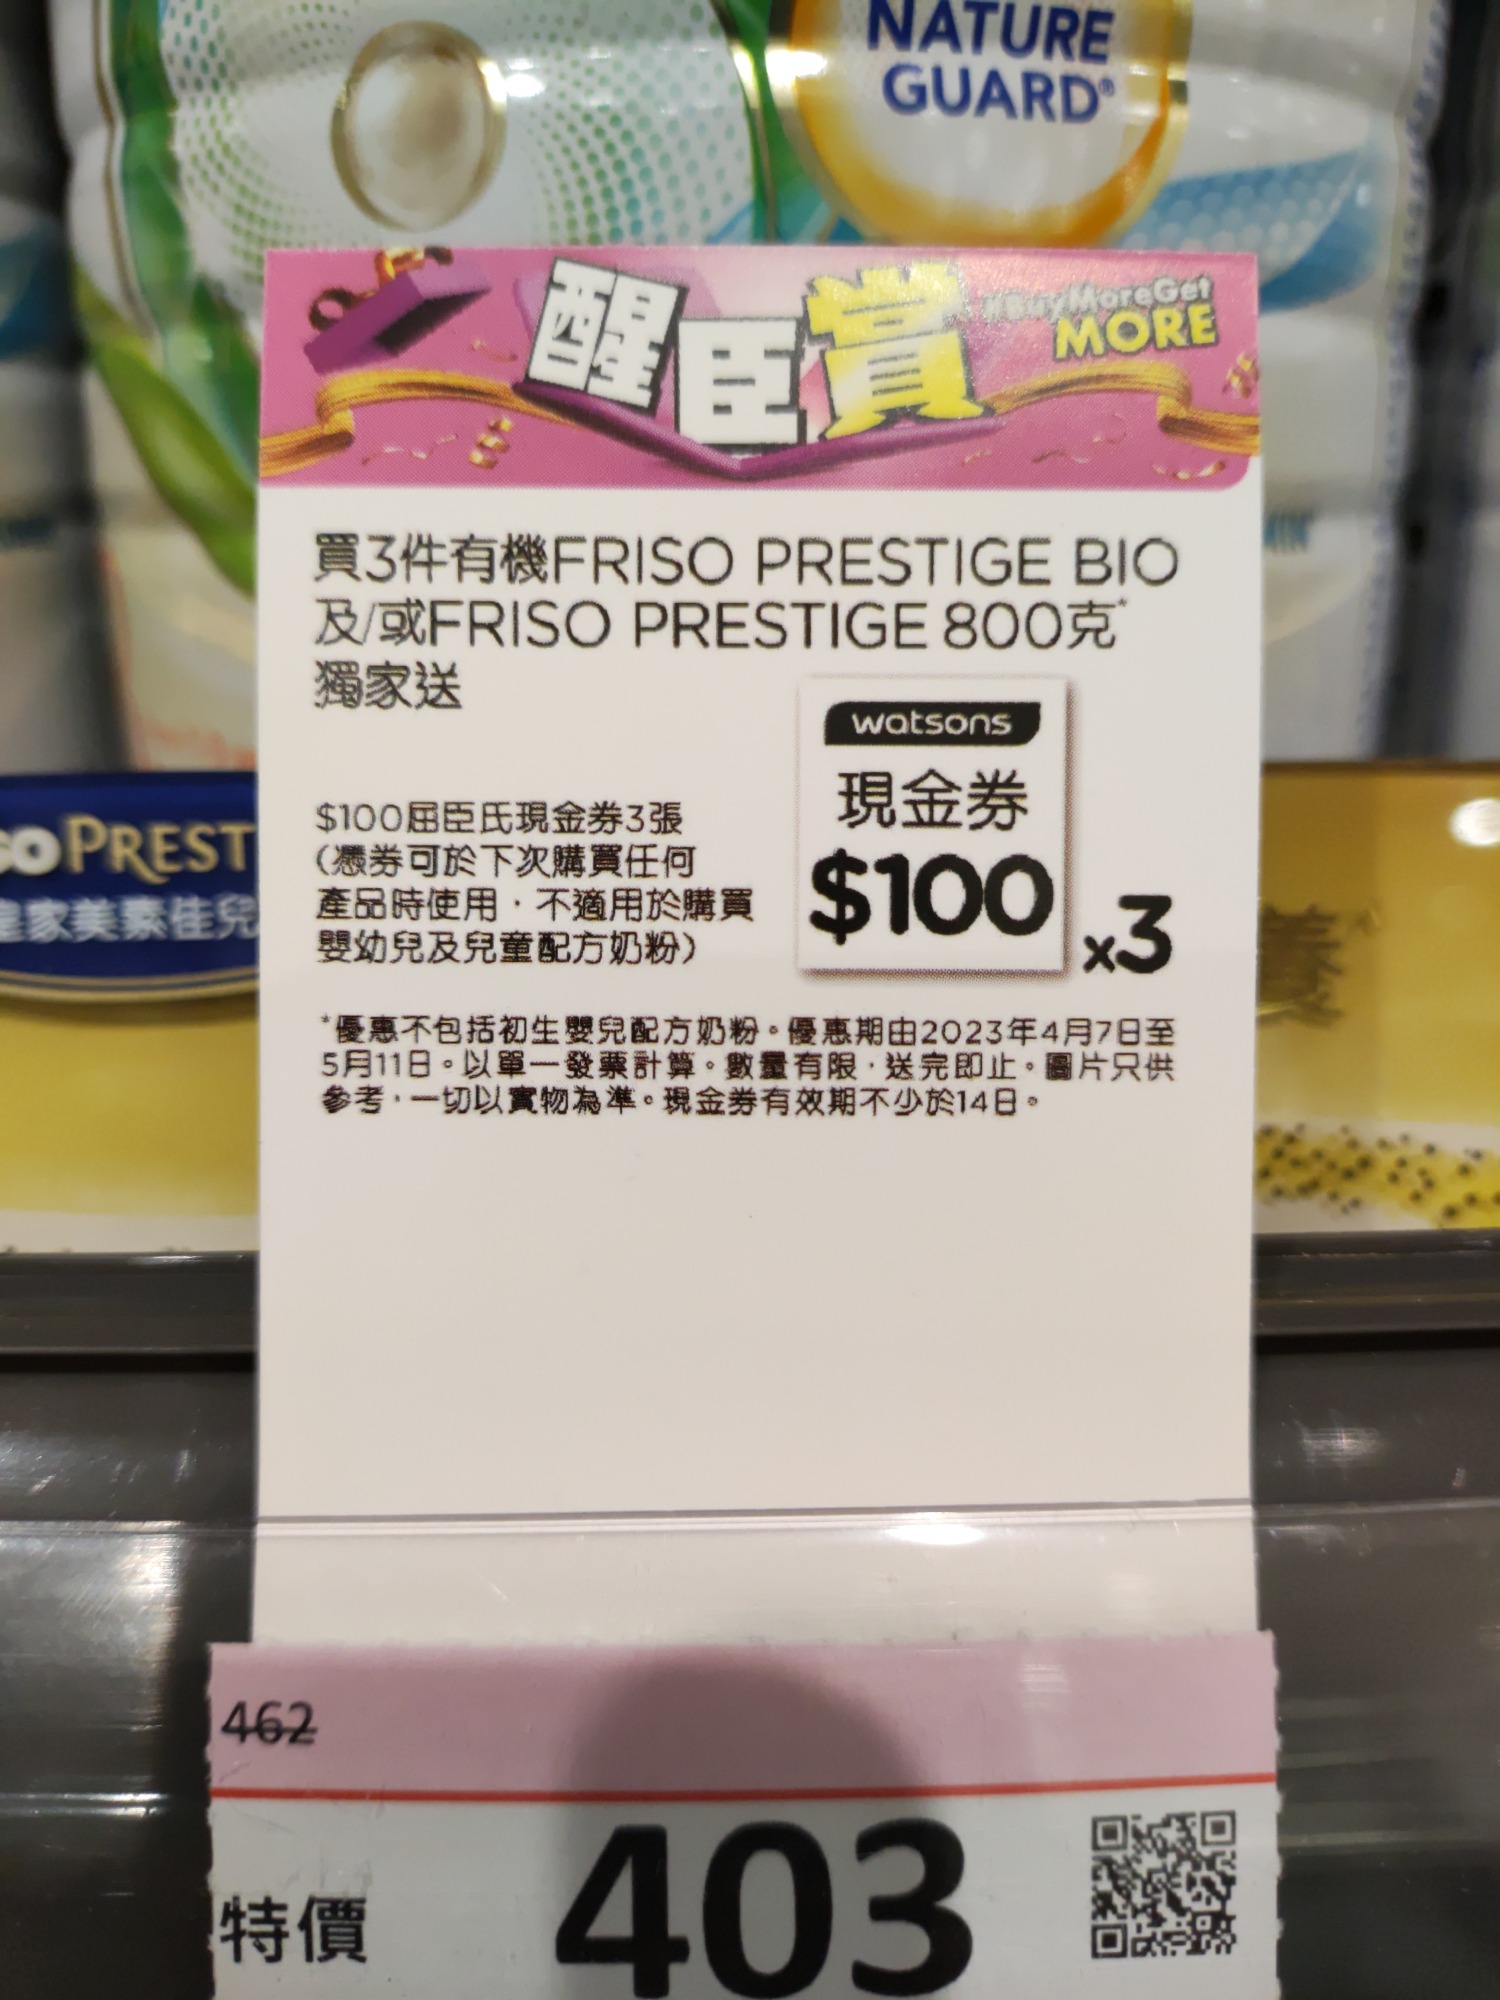 NATURE
GUARD®
醒臣賞
#BuyMoreGet
MORE
買3件有機FRISO PRESTIGE BIO
及/或FRISO PRESTIGE 800克*
獨家送
watsons
現金券
$100
x3
$100屈臣氏現金券3張
(憑券可於下次購買任何
產品時使用，不適用於購買
嬰幼兒及兒童配方奶粉)
*優惠不包括初生嬰兒配方奶粉。優惠期由2023年4月7日至
5月11日。以單一發票計算。數量有限，送完即止。圖片只供
參考，一切以實物為準。現金券有效期不少於14日。
SO PREST
皇家美素佳兒
462
特價
403